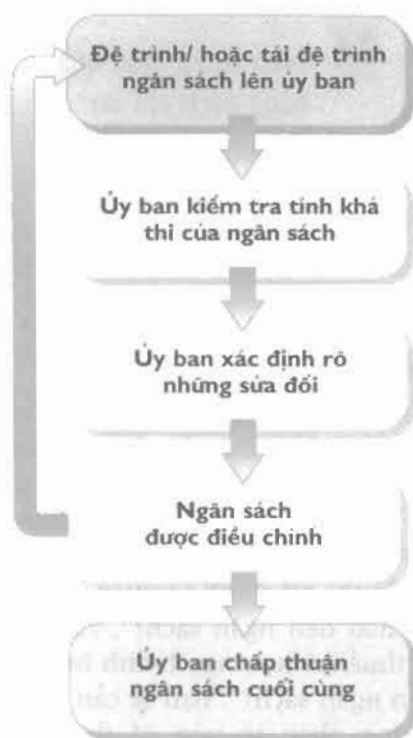 Đệ trình/ hoặc tái đệ trình
ngân sách lên ủy ban
Ủy ban kiểm tra tính khả
thi của ngân sách
Ủy ban xác định rõ
những sửa đổi
Ngân sách
được điều chỉnh
Ủy ban chấp thuận
ngân sách cuối cùng